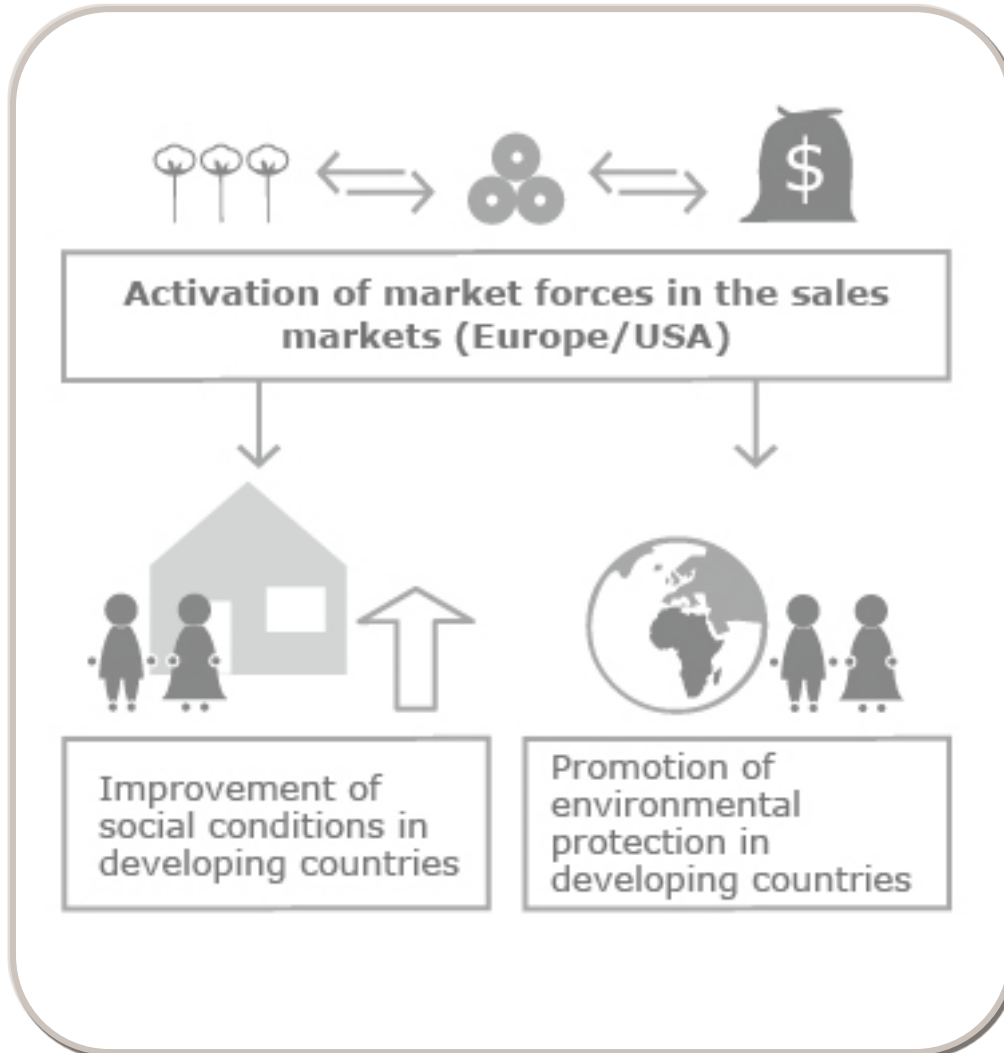 $
Activation of market forces in the sales
markets (Europe/USA)
Improvement of
social conditions in
developing countries
Promotion of
environmental
protection in
developing countries